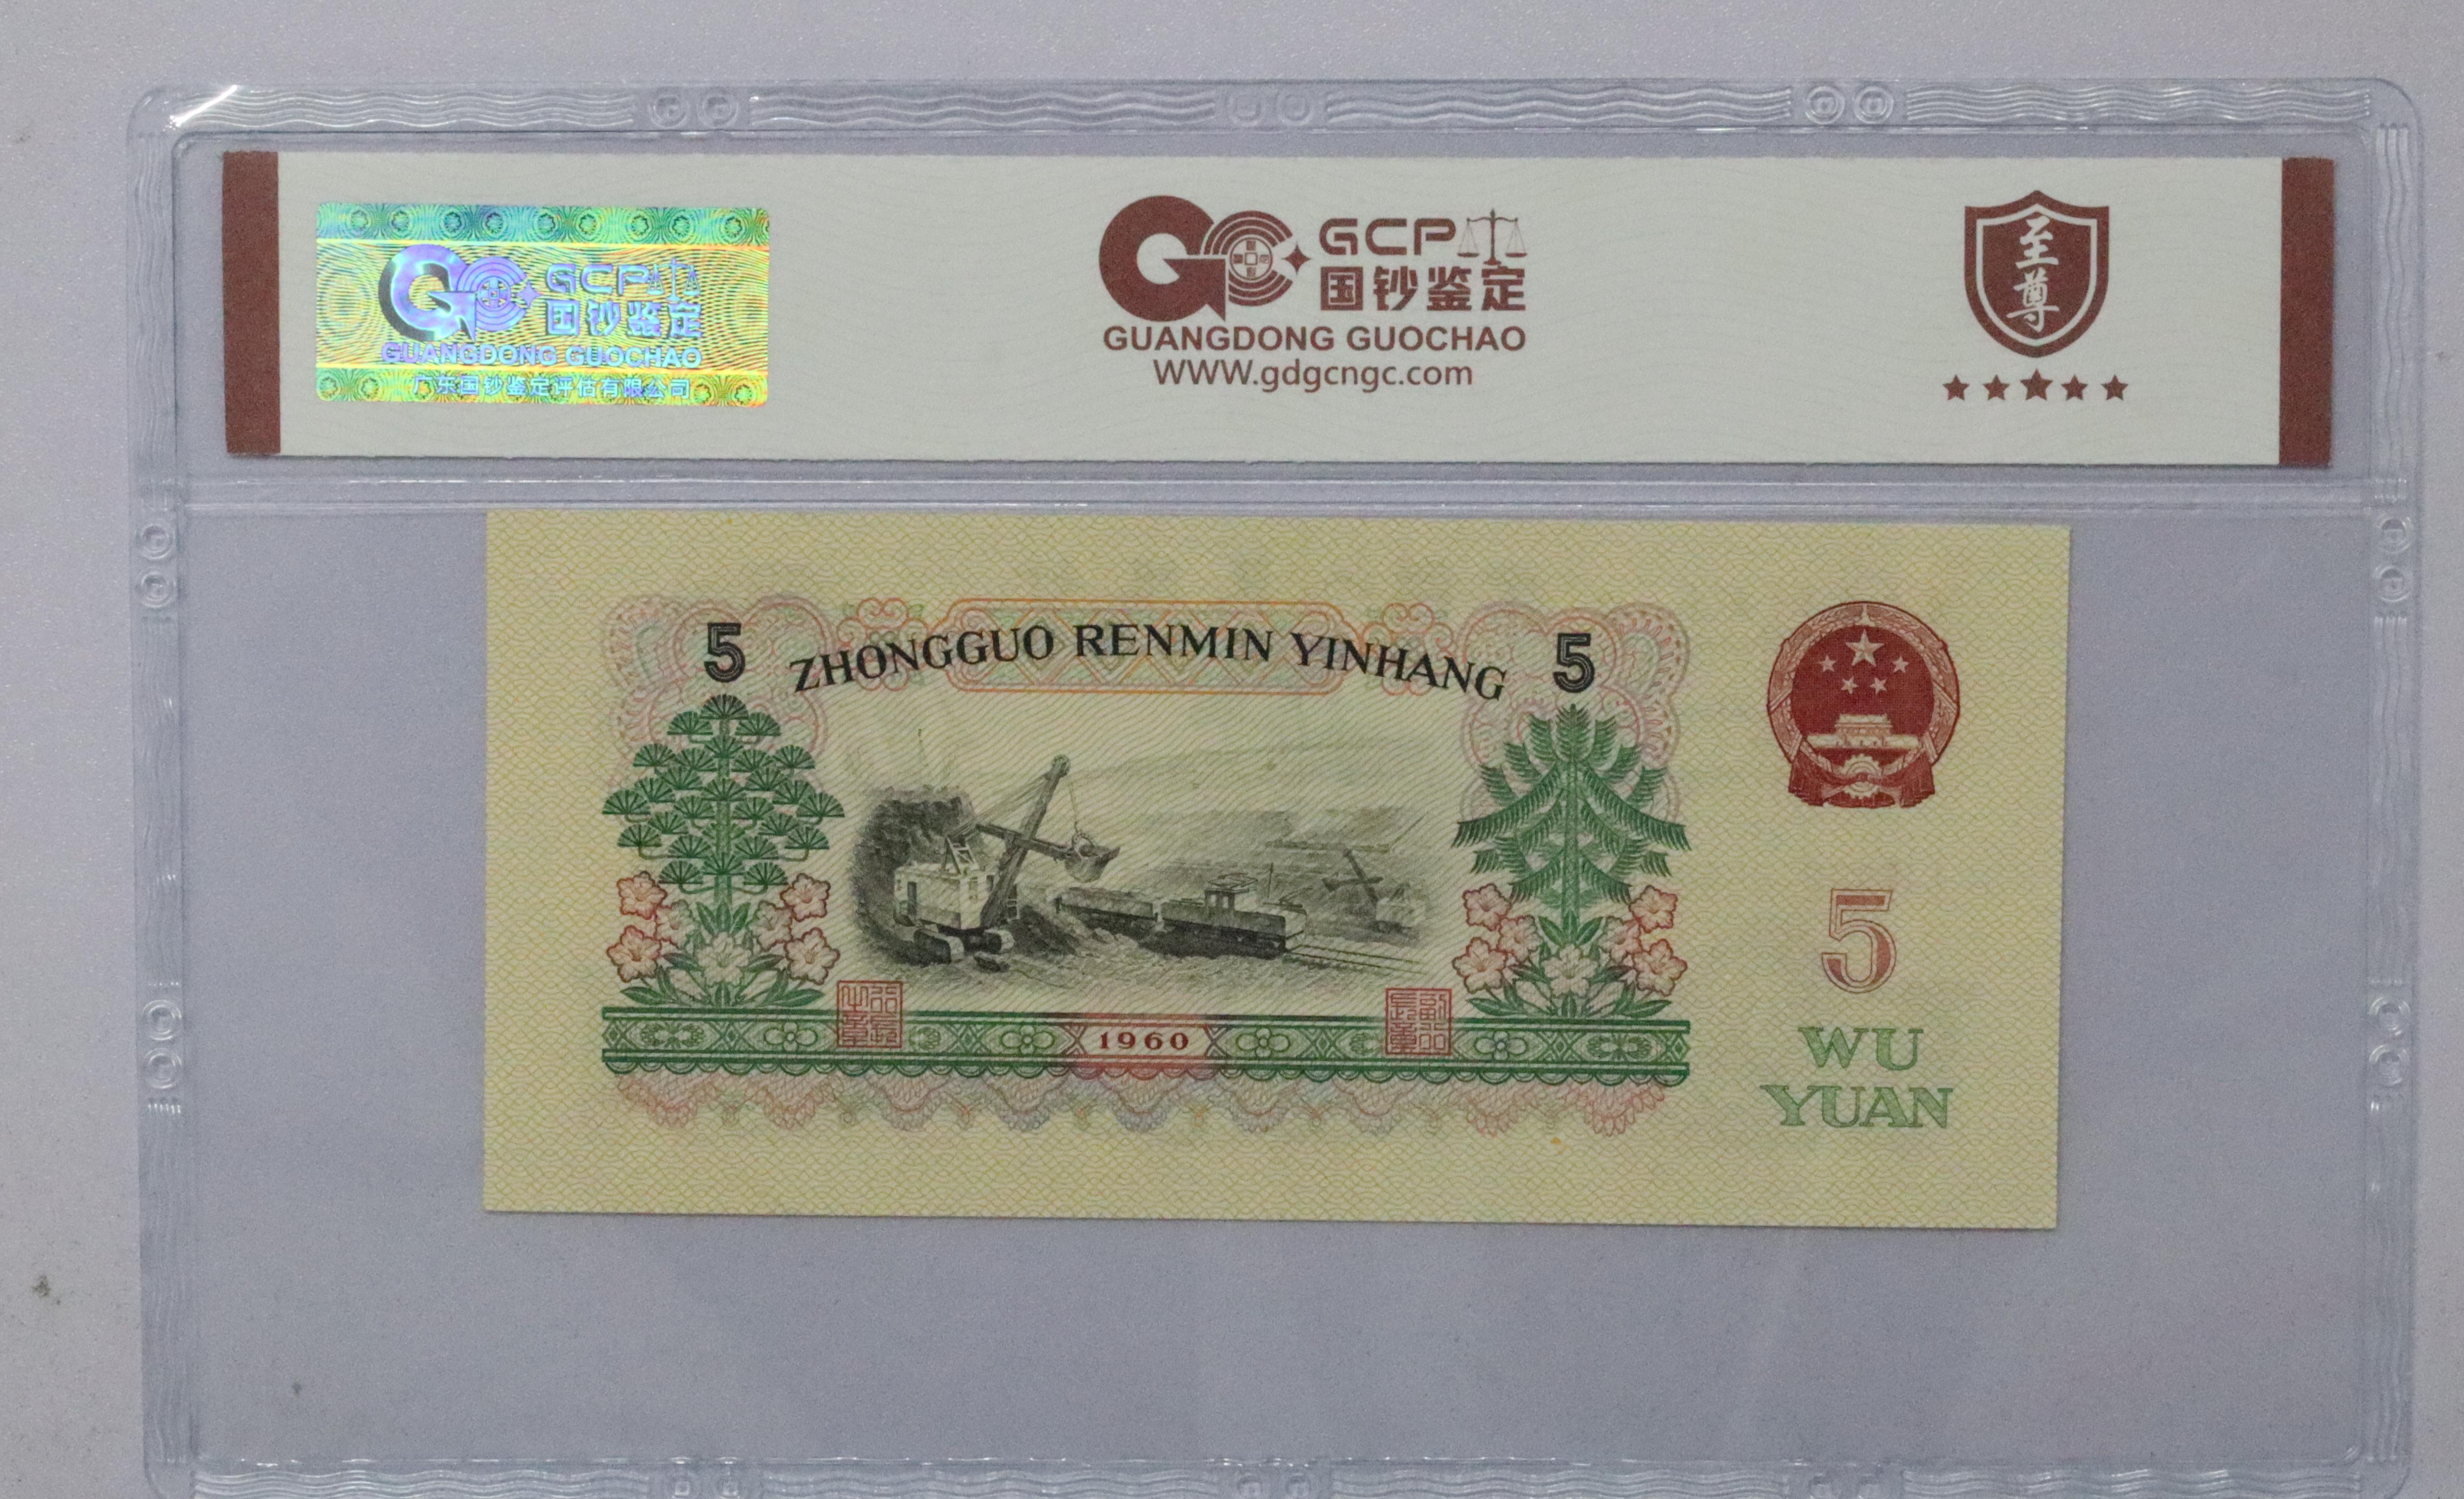 GCP
国钞鉴定
GUANGDONG GUOCHAO
广东国钞鉴定评估有限公司
GCP
国钞鉴定
GUANGDONG GUOCHAO
www.gdgcngc.com
至尊
5 ZHONGGUO RENMIN YINHANG 5
1960
5
WU
YUAN